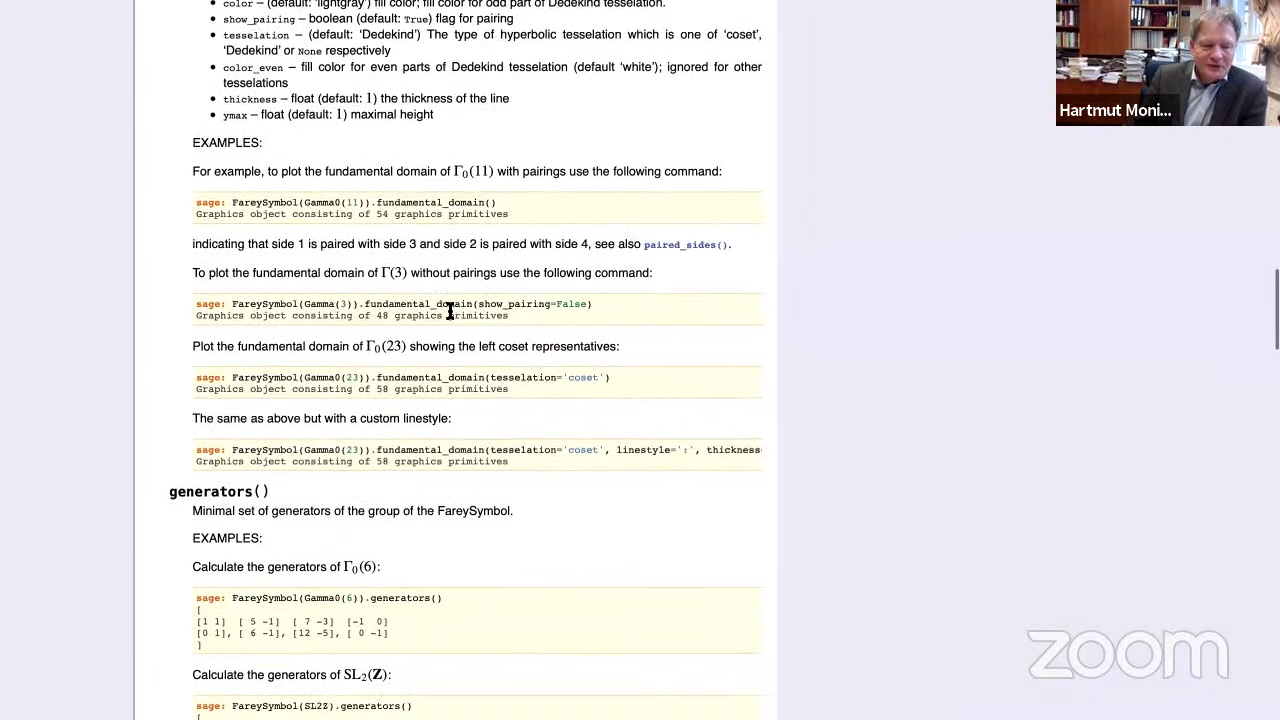 • color – (default: ‘lightgray’) fill color; fill color for odd part of Dedekind tesselation.
• show_pairing – boolean (default: True) flag for pairing
• tesselation – (default: ‘Dedekind’) The type of hyperbolic tesselation which is one of ‘coset’,
‘Dedekind’ or None respectively
• color_even – fill color for even parts of Dedekind tesselation (default ‘white’); ignored for other
tesselations
• thickness – float (default: 1) the thickness of the line
• ymax – float (default: 1) maximal height
EXAMPLES:
For example, to plot the fundamental domain of Γ₀(11) with pairings use the following command:
sage: FareySymbol(Gamma0(11)).fundamental_domain()
Graphics object consisting of 54 graphics primitives
indicating that side 1 is paired with side 3 and side 2 is paired with side 4, see also paired_sides().
To plot the fundamental domain of Γ(3) without pairings use the following command:
sage: FareySymbol(Gamma(3)).fundamental_domain(show_pairing=False)
Graphics object consisting of 48 graphics primitives
Plot the fundamental domain of Γ₀(23) showing the left coset representatives:
sage: FareySymbol(Gamma0(23)).fundamental_domain(tesselation='coset')
Graphics object consisting of 58 graphics primitives
The same as above but with a custom linestyle:
sage: FareySymbol(Gamma0(23)).fundamental_domain(tesselation='coset', linestyle=':', thickness
Graphics object consisting of 58 graphics primitives
generators()
Minimal set of generators of the group of the FareySymbol.
EXAMPLES:
Calculate the generators of Γ₀(6):
sage: FareySymbol(Gamma0(6)).generators()
[
[1 1]  [ 5 -1]  [ 7 -3]  [-1  0]
[0 1], [ 6 -1], [12 -5], [ 0 -1]
]
Calculate the generators of SL₂(Z):
sage: FareySymbol(SL2Z).generators()
[
Hartmut Moni...
zoom